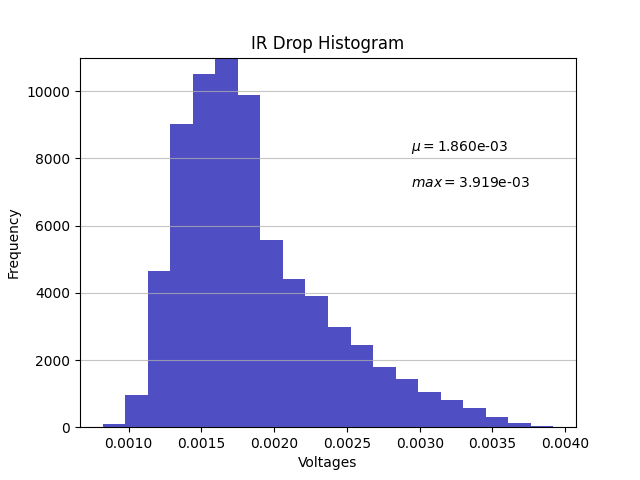 IR Drop Histogram
10000
8000
6000
4000
2000
0
Frequency
μ = 1.860e-03
max = 3.919e-03
0.0010 0.0015 0.0020 0.0025 0.0030 0.0035 0.0040
Voltages